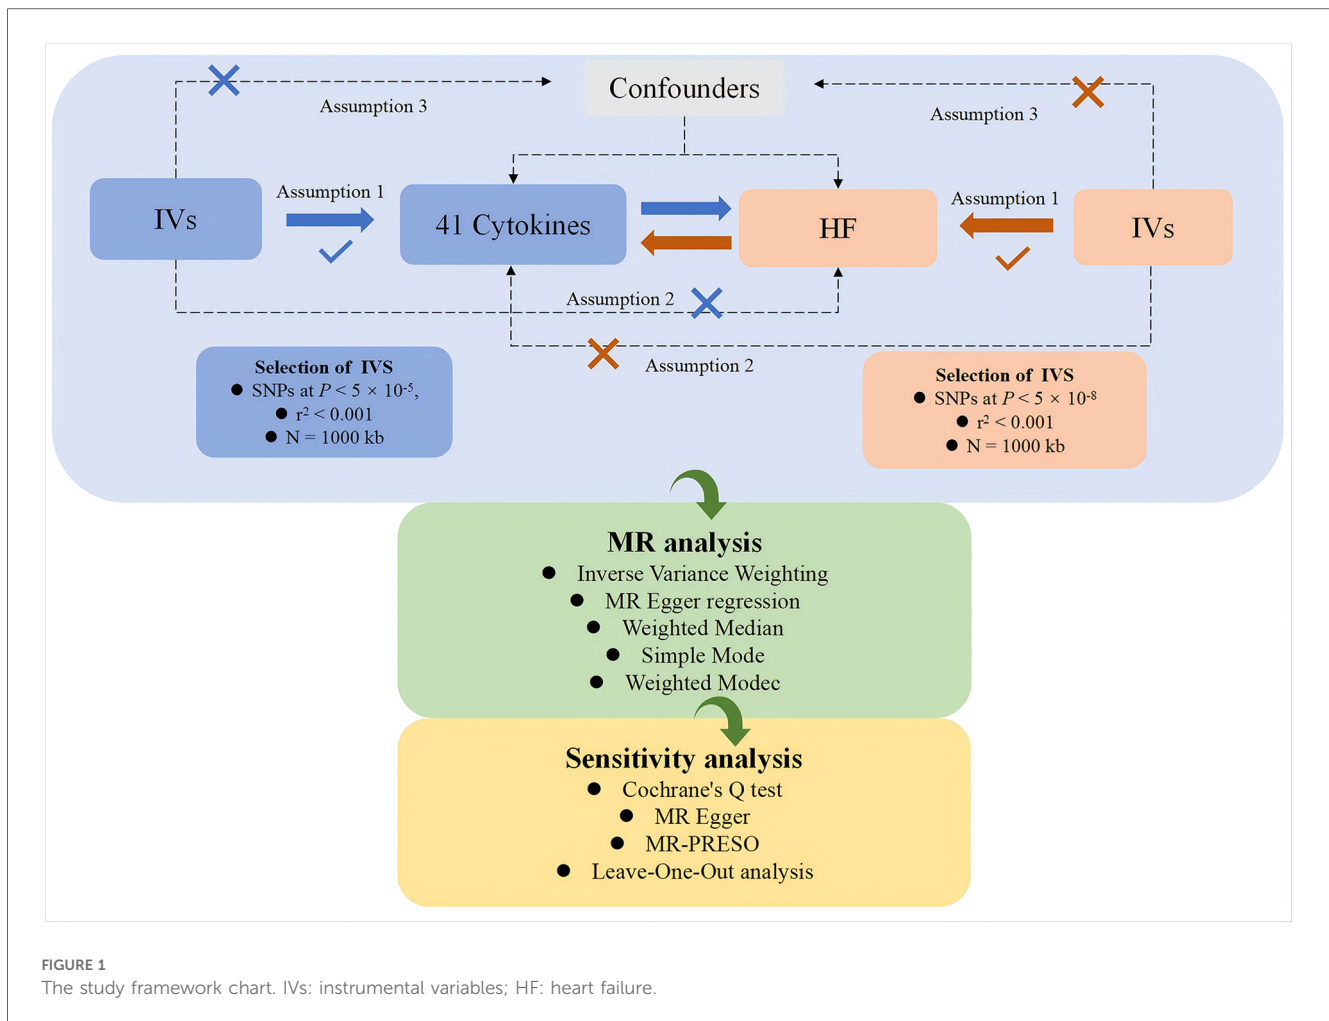 Confounders
Assumption 3
Assumption 3
Assumption 1
Assumption 1
IVs
41 Cytokines
HF
IVs
Assumption 2
Assumption 2
Selection of IVS
● SNPs at P < 5 × 10⁻⁵,
● r² < 0.001
● N = 1000 kb
Selection of IVS
● SNPs at P < 5 × 10⁻⁸
● r² < 0.001
● N = 1000 kb
MR analysis
● Inverse Variance Weighting
● MR Egger regression
● Weighted Median
● Simple Mode
● Weighted Modec
Sensitivity analysis
● Cochrane's Q test
● MR Egger
● MR-PRESO
● Leave-One-Out analysis
FIGURE 1
The study framework chart. IVs: instrumental variables; HF: heart failure.